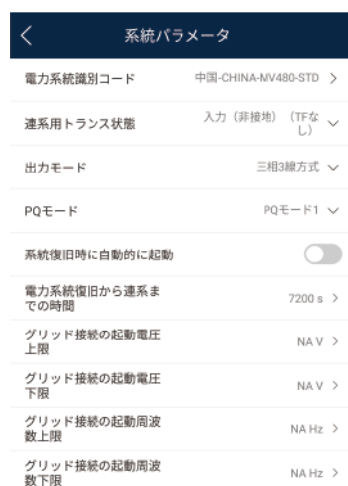 系統パラメータ
電力系統識別コード 中国-CHINA-MV480-STD
連系用トランス状態 入力（非接地）（TFな
し）
出力モード 三相3線方式
PQモード PQモード1
系統復旧時に自動的に起動
電力系統復旧から連系ま
での時間 7200 s
グリッド接続の起動電圧
上限 NA V
グリッド接続の起動電圧
下限 NA V
グリッド接続の起動周波
数上限 NA Hz
グリッド接続の起動周波
数下限 NA Hz